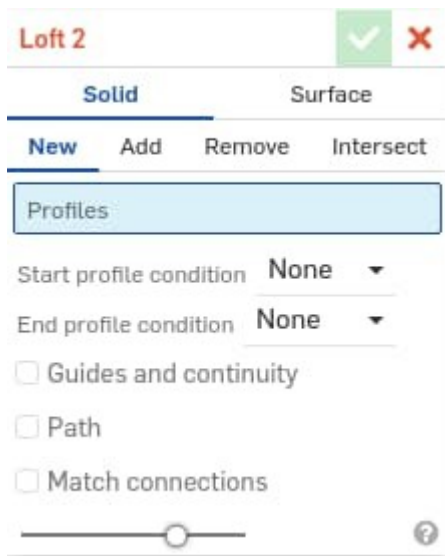 Loft 2
Solid Surface
New Add Remove Intersect
Profiles
Start profile condition None
End profile condition None
Guides and continuity
Path
Match connections
?